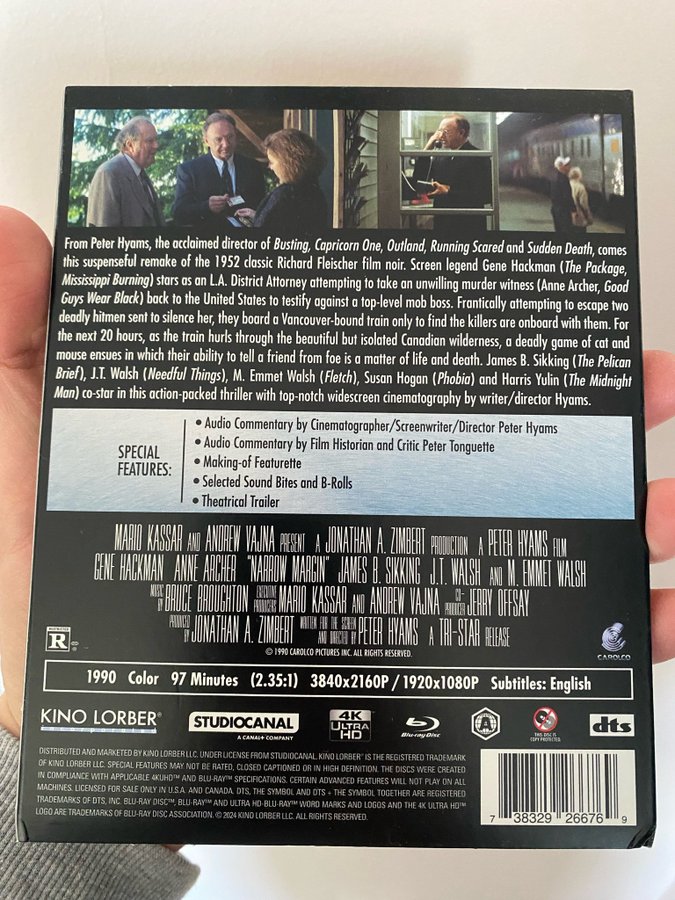 From Peter Hyams, the acclaimed director of Busting, Capricorn One, Outland, Running Scared and Sudden Death, comes
this suspenseful remake of the 1952 classic Richard Fleischer film noir. Screen legend Gene Hackman (The Package,
Mississippi Burning) stars as an L.A. District Attorney attempting to take an unwilling murder witness (Anne Archer, Good
Guys Wear Black) back to the United States to testify against a top-level mob boss. Frantically attempting to escape two
deadly hitmen sent to silence her, they board a Vancouver-bound train only to find the killers are onboard with them. For
the next 20 hours, as the train hurls through the beautiful but isolated Canadian wilderness, a deadly game of cat and
mouse ensues in which their ability to tell a friend from foe is a matter of life and death. James B. Sikking (The Pelican
Brief), J.T. Walsh (Needful Things), M. Emmet Walsh (Fletch), Susan Hogan (Phobia) and Harris Yulin (The Midnight
Man) co-star in this action-packed thriller with top-notch widescreen cinematography by writer/director Hyams.
SPECIAL
FEATURES:
• Audio Commentary by Cinematographer/Screenwriter/Director Peter Hyams
• Audio Commentary by Film Historian and Critic Peter Tonguette
• Making-of Featurette
• Selected Sound Bites and B-Rolls
• Theatrical Trailer
MARIO KASSAR AND ANDREW VAJNA PRESENT A JONATHAN A. ZIMBERT PRODUCTION A PETER HYAMS FILM
GENE HACKMAN ANNE ARCHER "NARROW MARGIN" JAMES B. SIKKING J.T. WALSH AND M. EMMET WALSH
MUSIC BY BRUCE BROUGHTON EXECUTIVE PRODUCERS MARIO KASSAR AND ANDREW VAJNA CO-PRODUCER JERRY OFFSAY
PRODUCED BY JONATHAN A. ZIMBERT WRITTEN FOR THE SCREEN AND DIRECTED BY PETER HYAMS A TRI-STAR RELEASE
© 1990 CAROLCO PICTURES INC. ALL RIGHTS RESERVED.
RESTRICTED
R
CAROLCO
1990 Color 97 Minutes (2.35:1) 3840x2160P / 1920x1080P Subtitles: English
KINO LORBER®
STUDIOCANAL
A CANAL+ COMPANY
4K
ULTRA HD
Blu-ray Disc
A
THIS DISC IS
COPY PROTECTED
dts
DISTRIBUTED AND MARKETED BY KINO LORBER LLC. UNDER LICENSE FROM STUDIOCANAL. KINO LORBER® IS THE REGISTERED TRADEMARK
OF KINO LORBER LLC. SPECIAL FEATURES MAY NOT BE RATED, CLOSED CAPTIONED OR IN HIGH DEFINITION. THE DISCS WERE CREATED
IN COMPLIANCE WITH APPLICABLE 4KUHD™ AND BLU-RAY™ SPECIFICATIONS. CERTAIN ADVANCED FEATURES WILL NOT PLAY ON ALL
MACHINES. LICENSED FOR SALE ONLY IN U.S.A. AND CANADA. DTS, THE SYMBOL AND DTS + THE SYMBOL TOGETHER ARE REGISTERED
TRADEMARKS OF DTS, INC. BLU-RAY DISC™, BLU-RAY™ AND ULTRA HD-BLU-RAY™ WORD MARKS AND LOGOS AND THE 4K ULTRA HD™
LOGO ARE TRADEMARKS OF BLU-RAY DISC ASSOCIATION. © 2024 KINO LORBER LLC. ALL RIGHTS RESERVED.
7 38329 26676 9